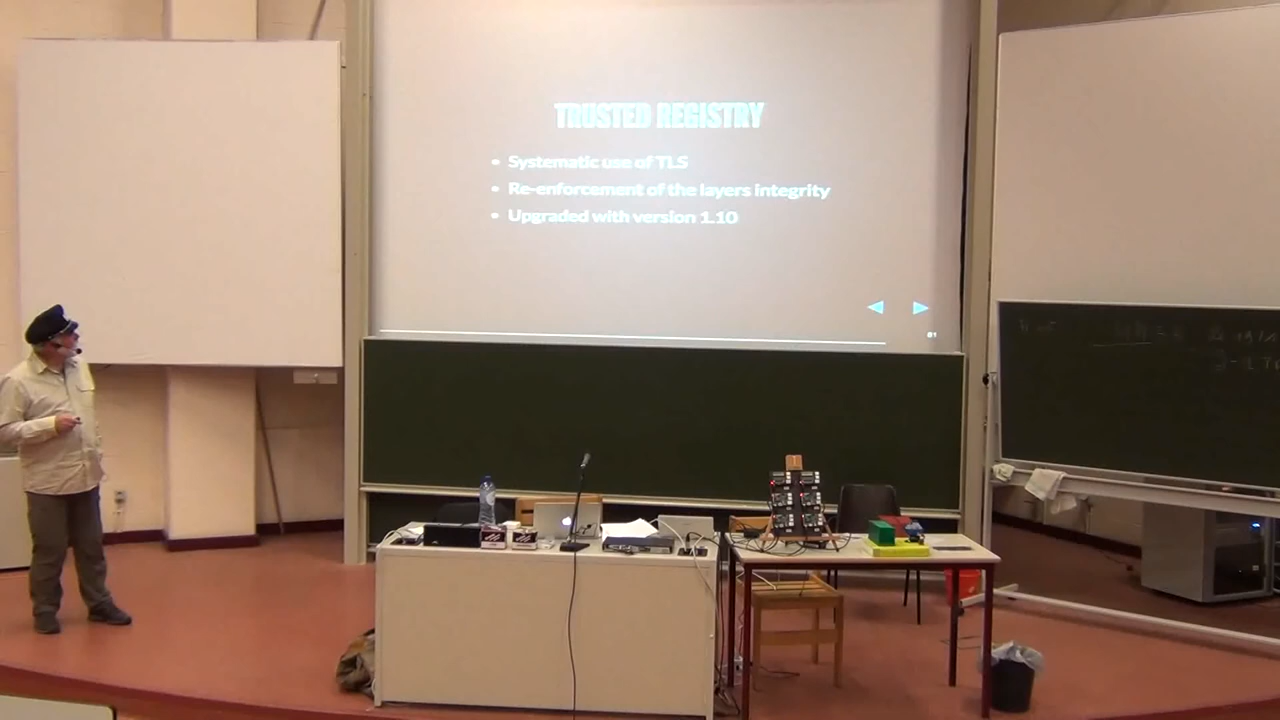 TRUSTED REGISTRY
• Systematic use of TLS
• Re-enforcement of the layers integrity
• Upgraded with version 1.10